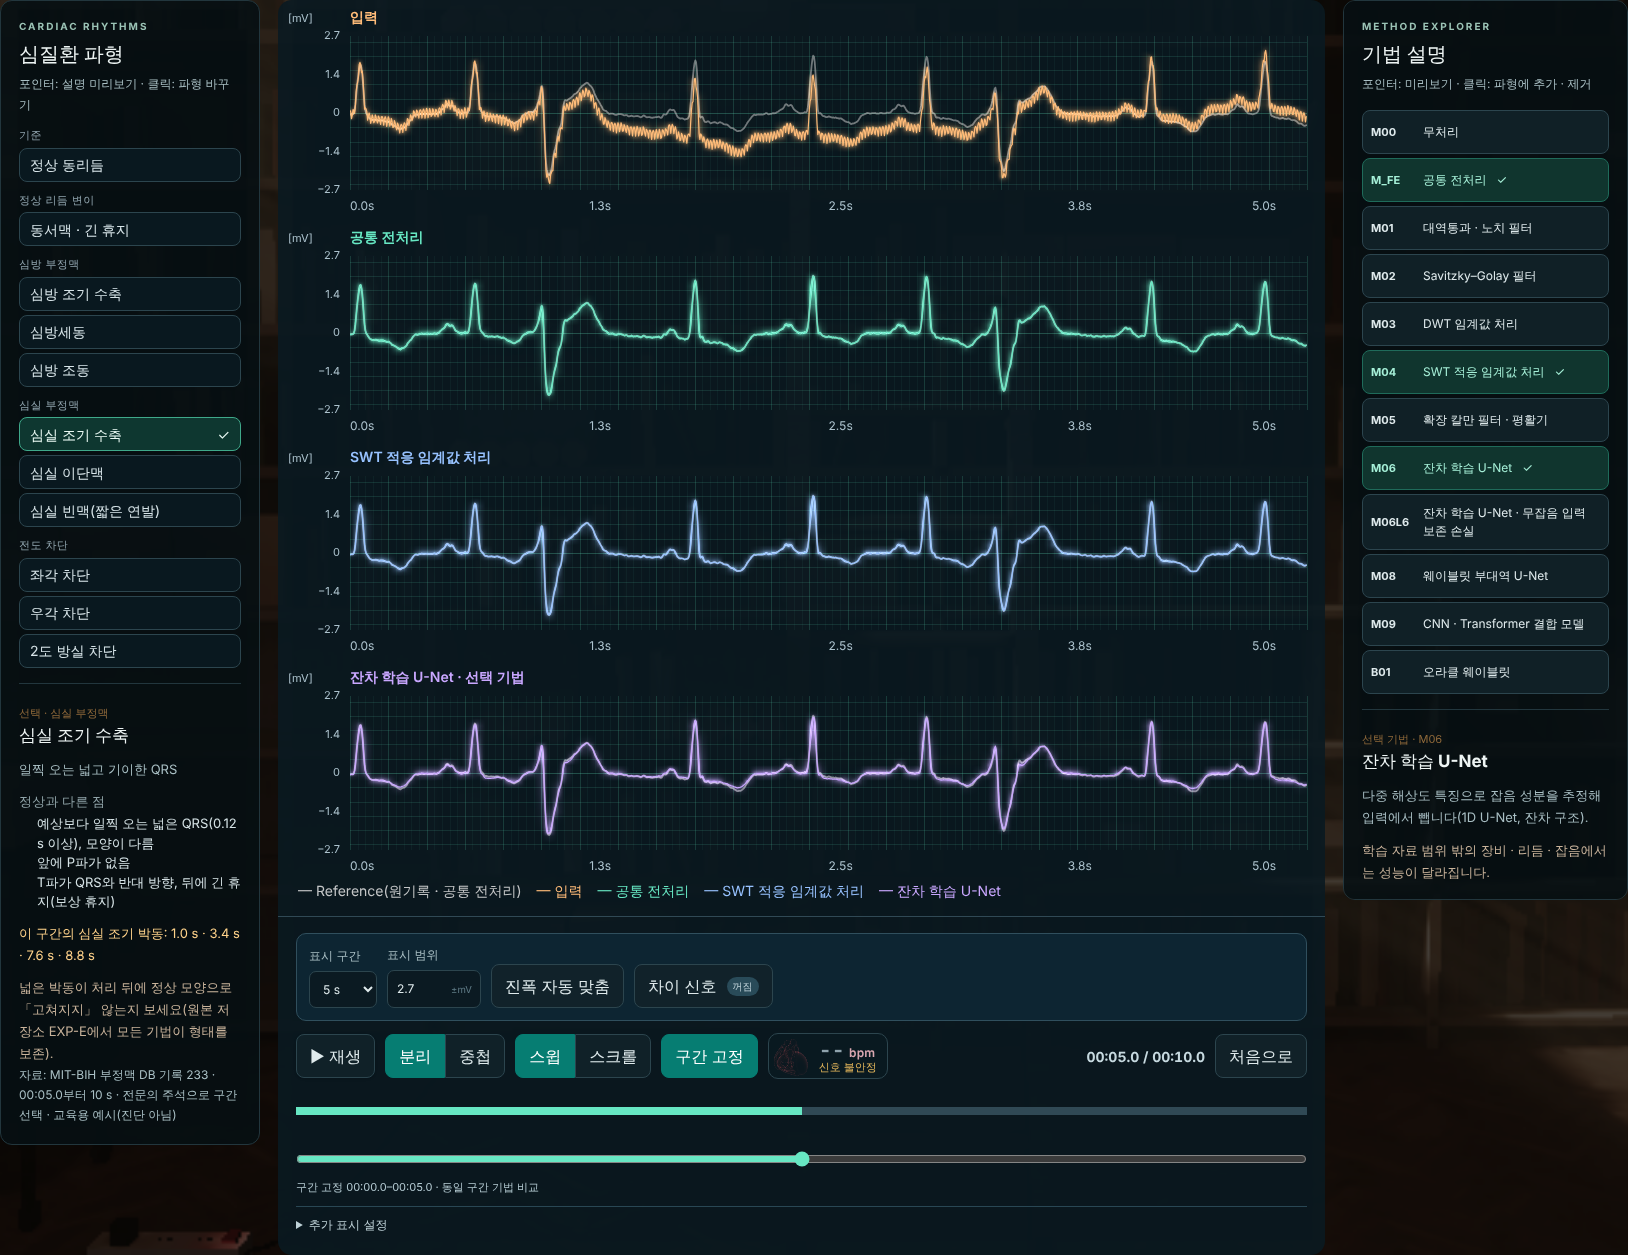 CARDIAC RHYTHMS
심질환 파형
포인터: 설명 미리보기 · 클릭: 파형 바꾸
기
기준
정상 동리듬
정상 리듬 변이
동서맥 · 긴 휴지
심방 부정맥
심방 조기 수축
심방세동
심방 조동
심실 부정맥
심실 조기 수축 ✓
심실 이단맥
심실 빈맥(짧은 연발)
전도 차단
좌각 차단
우각 차단
2도 방실 차단
선택 · 심실 부정맥
심실 조기 수축
일찍 오는 넓고 기이한 QRS
정상과 다른 점
예상보다 일찍 오는 넓은 QRS(0.12
s 이상), 모양이 다름
앞에 P파가 없음
T파가 QRS와 반대 방향, 뒤에 긴 휴
지(보상 휴지)
이 구간의 심실 조기 박동: 1.0 s · 3.4 s
· 7.6 s · 8.8 s
넓은 박동이 처리 뒤에 정상 모양으로
「고쳐지지」 않는지 보세요(원본 저
장소 EXP-E에서 모든 기법이 형태를
보존).
자료: MIT-BIH 부정맥 DB 기록 233 ·
00:05.0부터 10 s · 전문의 주석으로 구간
선택 · 교육용 예시(진단 아님)
[mV] 입력
2.7
1.4
0
−1.4
−2.7
0.0s 1.3s 2.5s 3.8s 5.0s
[mV] 공통 전처리
2.7
1.4
0
−1.4
−2.7
0.0s 1.3s 2.5s 3.8s 5.0s
[mV] SWT 적응 임계값 처리
2.7
1.4
0
−1.4
−2.7
0.0s 1.3s 2.5s 3.8s 5.0s
[mV] 잔차 학습 U-Net · 선택 기법
2.7
1.4
0
−1.4
−2.7
0.0s 1.3s 2.5s 3.8s 5.0s
— Reference(원기록 · 공통 전처리) — 입력 — 공통 전처리 — SWT 적응 임계값 처리 — 잔차 학습 U-Net
표시 구간 표시 범위
5 s 2.7 ±mV 진폭 자동 맞춤 차이 신호 꺼짐
▶ 재생 분리 중첩 스윕 스크롤 구간 고정 -- bpm 00:05.0 / 00:10.0 처음으로
신호 불안정
구간 고정 00:00.0–00:05.0 · 동일 구간 기법 비교
▶ 추가 표시 설정
METHOD EXPLORER
기법 설명
포인터: 미리보기 · 클릭: 파형에 추가 · 제거
M00 무처리
M_FE 공통 전처리 ✓
M01 대역통과 · 노치 필터
M02 Savitzky–Golay 필터
M03 DWT 임계값 처리
M04 SWT 적응 임계값 처리 ✓
M05 확장 칼만 필터 · 평활기
M06 잔차 학습 U-Net ✓
M06L6 잔차 학습 U-Net · 무잡음 입력
보존 손실
M08 웨이블릿 부대역 U-Net
M09 CNN · Transformer 결합 모델
B01 오라클 웨이블릿
선택 기법 · M06
잔차 학습 U-Net
다중 해상도 특징으로 잡음 성분을 추정해
입력에서 뺍니다(1D U-Net, 잔차 구조).
학습 자료 범위 밖의 장비 · 리듬 · 잡음에서
는 성능이 달라집니다.